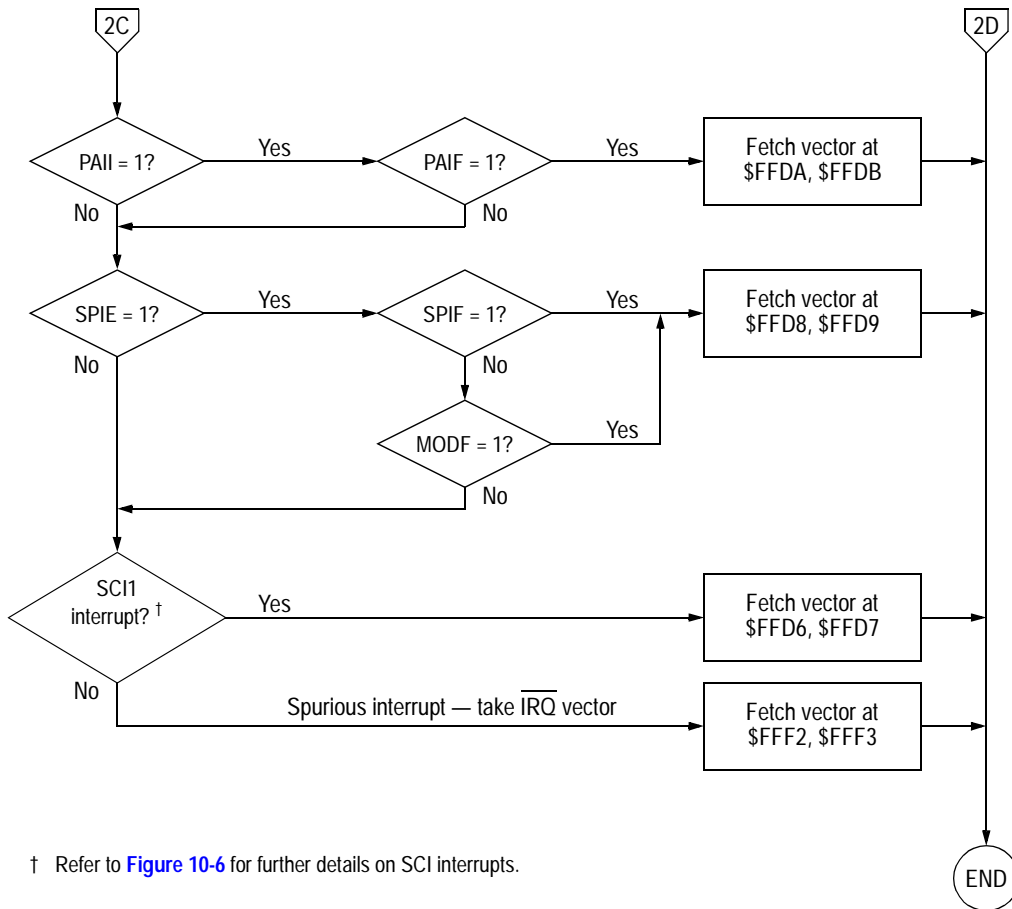 2C
2D
PAII = 1?
Yes
PAIF = 1?
Yes
Fetch vector at
$FFDA, $FFDB
No
No
SPIE = 1?
Yes
SPIF = 1?
Yes
Fetch vector at
$FFD8, $FFD9
No
No
MODF = 1?
Yes
No
SCI1
interrupt? †
Yes
Fetch vector at
$FFD6, $FFD7
No
Spurious interrupt — take IRQ vector
Fetch vector at
$FFF2, $FFF3
† Refer to Figure 10-6 for further details on SCI interrupts.
END